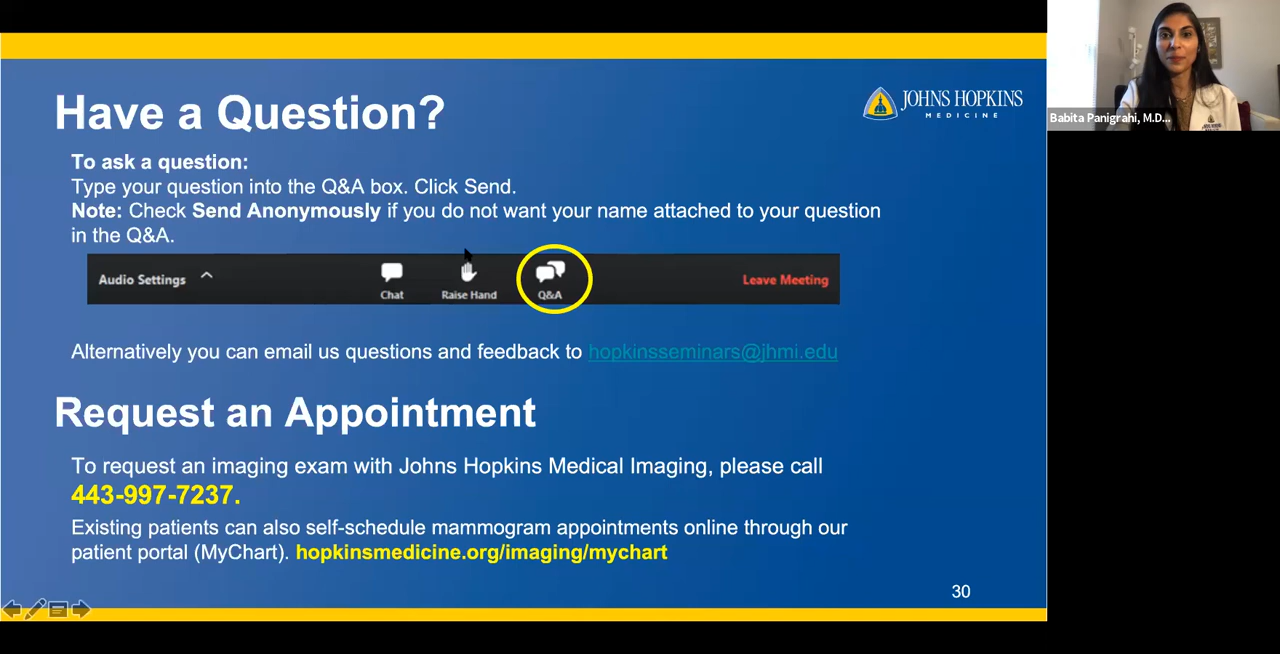 Have a Question?
JOHNS HOPKINS
MEDICINE
To ask a question:
Type your question into the Q&A box. Click Send.
Note: Check Send Anonymously if you do not want your name attached to your question
in the Q&A.
Audio Settings
Chat
Raise Hand
Q&A
Leave Meeting
Alternatively you can email us questions and feedback to hopkinsseminars@jhmi.edu
Request an Appointment
To request an imaging exam with Johns Hopkins Medical Imaging, please call
443-997-7237.
Existing patients can also self-schedule mammogram appointments online through our
patient portal (MyChart). hopkinsmedicine.org/imaging/mychart
30
Babita Panigrahi, M.D...